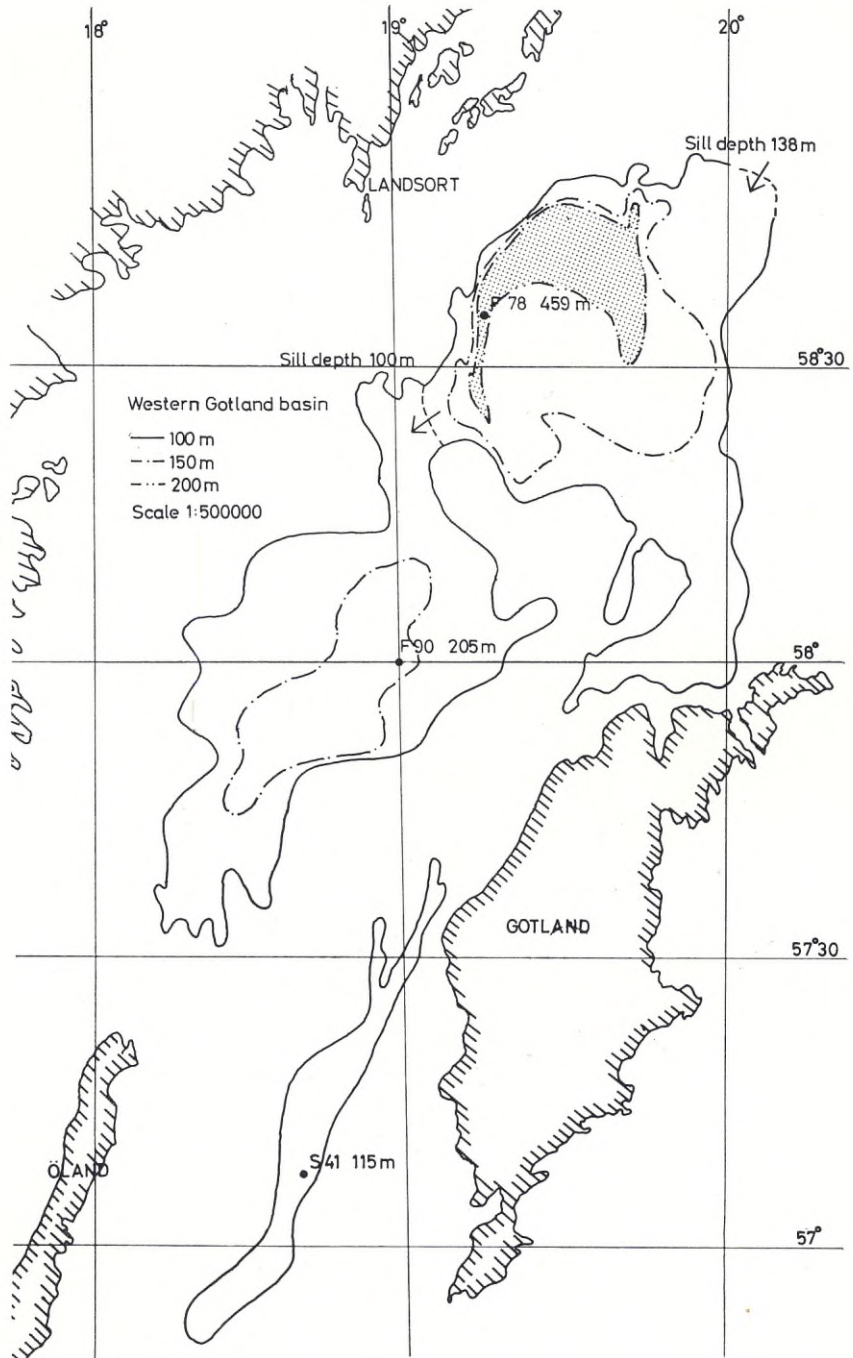 18°
19°
20°
Sill depth 138 m
LANDSORT
F 78 459 m
Sill depth 100 m
58°30
Western Gotland basin
100 m
150 m
200 m
Scale 1:500000
F 90 205 m
58°
GOTLAND
57°30
S 41 115 m
ÖLAND
57°